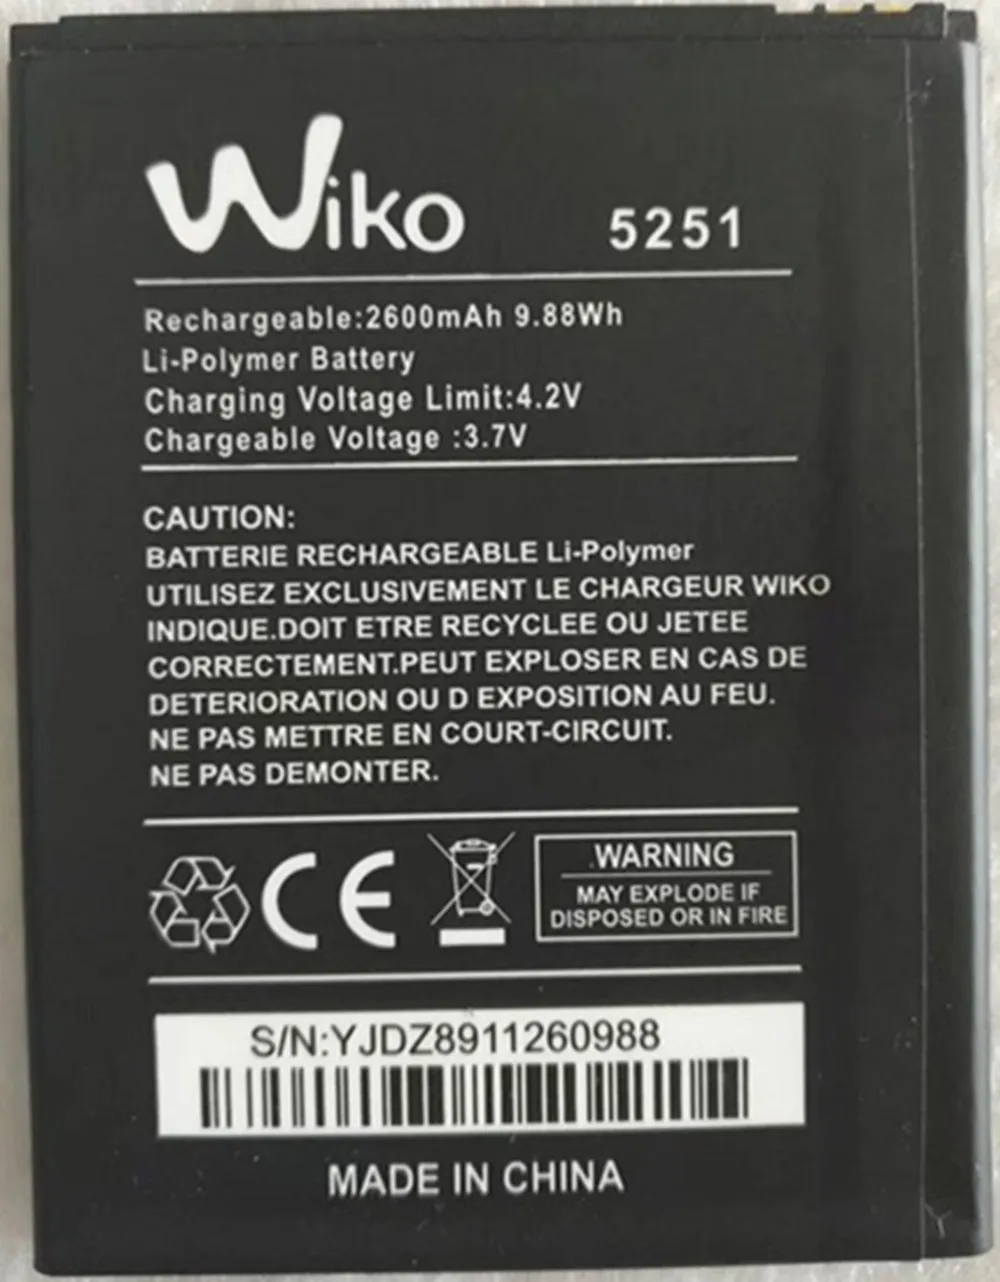 Wiko 5251
Rechargeable:2600mAh 9.88Wh
Li-Polymer Battery
Charging Voltage Limit:4.2V
Chargeable Voltage :3.7V
CAUTION:
BATTERIE RECHARGEABLE Li-Polymer
UTILISEZ EXCLUSIVEMENT LE CHARGEUR WIKO
INDIQUE.DOIT ETRE RECYCLEE OU JETEE
CORRECTEMENT.PEUT EXPLOSER EN CAS DE
DETERIORATION OU D EXPOSITION AU FEU.
NE PAS METTRE EN COURT-CIRCUIT.
NE PAS DEMONTER.
CE
WARNING
MAY EXPLODE IF
DISPOSED OR IN FIRE
S/N:YJDZ8911260988
MADE IN CHINA